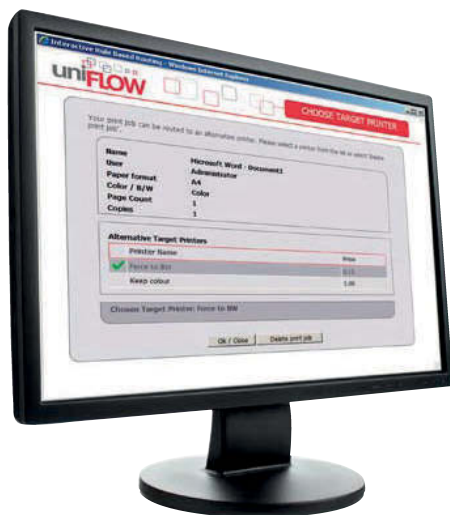 Interactive Rule Based Routing - Windows Internet Explorer
uniFLOW
CHOOSE TARGET PRINTER
Your print job can be routed to an alternative printer. Please select a printer from the list or select 'Delete
print job'.
Name Microsoft Word - Document1
User Administrator
Paper format A4
Color / B/W Color
Page Count 1
Copies 1
Alternative Target Printers
Printer Name Price
Force to BW
Keep colour 1.00
Choose Target Printer: Force to BW
Ok / Close Delete print job